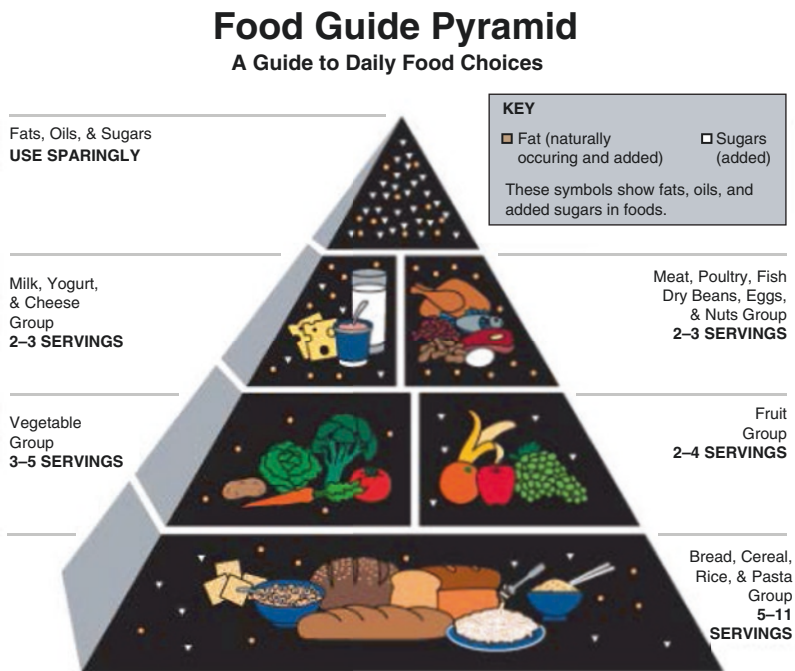 Food Guide Pyramid
A Guide to Daily Food Choices
KEY
Fat (naturally
occuring and added)
Sugars
(added)
These symbols show fats, oils, and
added sugars in foods.
Fats, Oils, & Sugars
USE SPARINGLY
Milk, Yogurt,
& Cheese
Group
2–3 SERVINGS
Meat, Poultry, Fish
Dry Beans, Eggs,
& Nuts Group
2–3 SERVINGS
Vegetable
Group
3–5 SERVINGS
Fruit
Group
2–4 SERVINGS
Bread, Cereal,
Rice, & Pasta
Group
5–11
SERVINGS